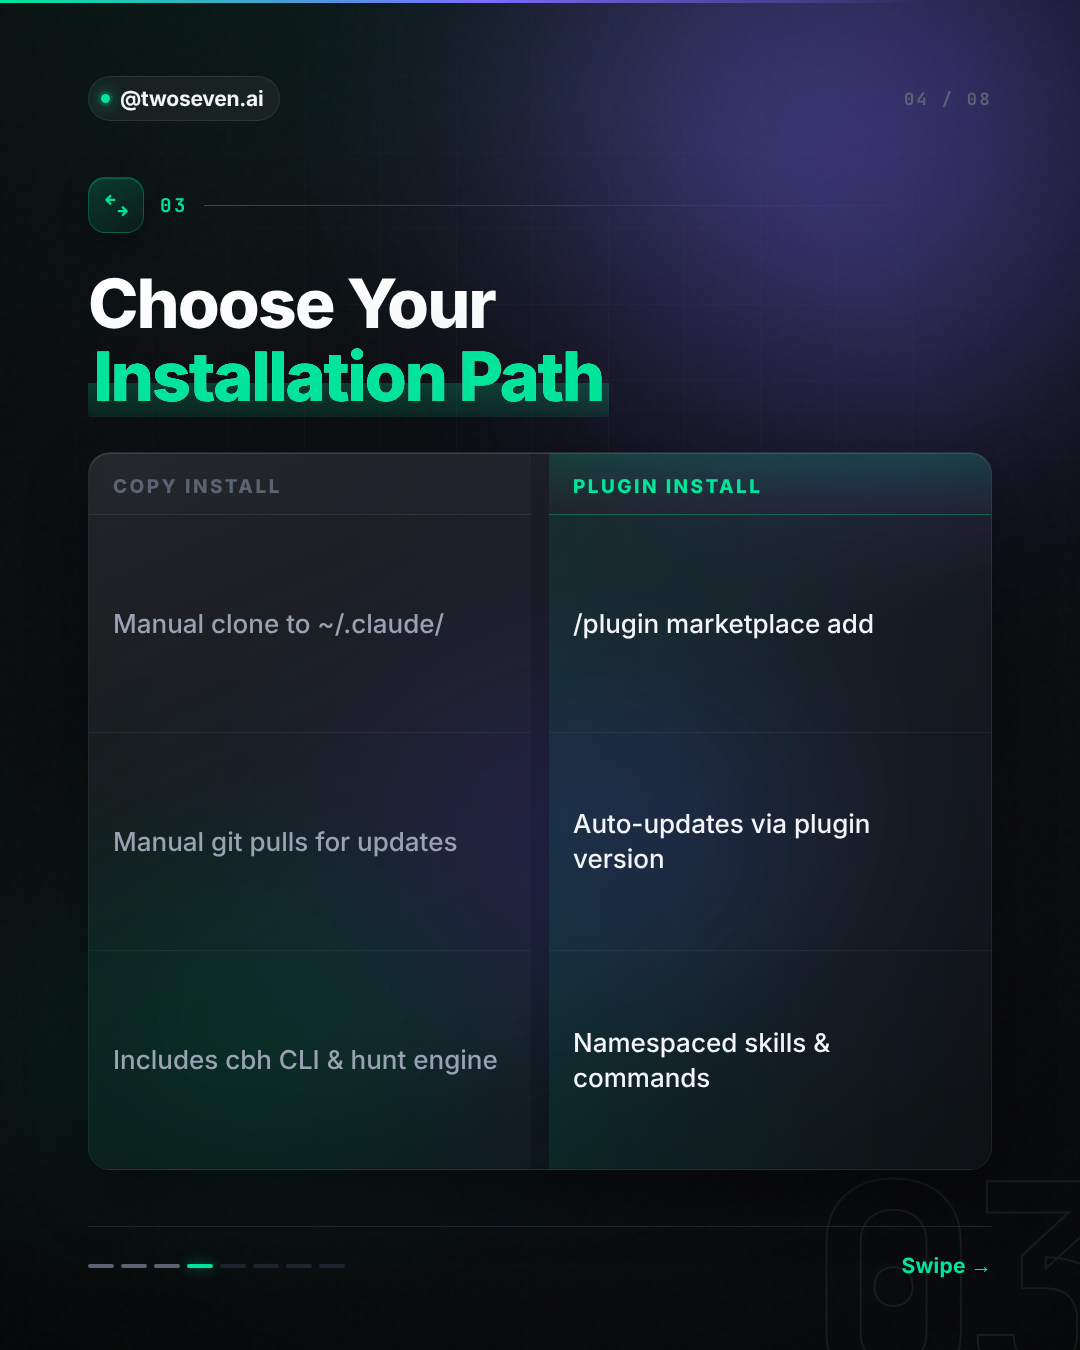 @twoseven.ai
04 / 08
03
Choose Your
Installation Path
COPY INSTALL
PLUGIN INSTALL
Manual clone to ~/.claude/
/plugin marketplace add
Manual git pulls for updates
Auto-updates via plugin
version
Includes cbh CLI & hunt engine
Namespaced skills &
commands
03
Swipe →